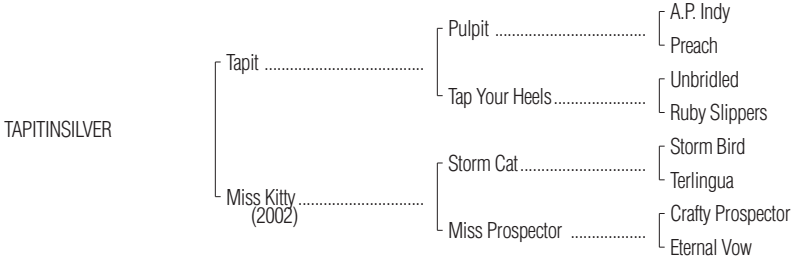 A.P. Indy
Pulpit ........................................
Preach
Tapit ..........................................
Unbridled
Tap Your Heels........................
Ruby Slippers
TAPITINSILVER
Storm Bird
Storm Cat.................................
Terlingua
Miss Kitty.................................
(2002)
Crafty Prospector
Miss Prospector ...................
Eternal Vow